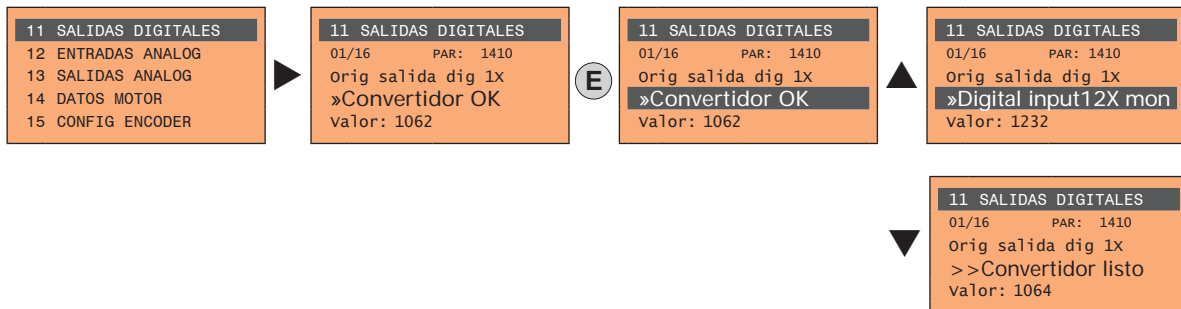 11 SALIDAS DIGITALES
12 ENTRADAS ANALOG
13 SALIDAS ANALOG
14 DATOS MOTOR
15 CONFIG ENCODER
11 SALIDAS DIGITALES
01/16 PAR: 1410
Orig salida dig 1X
»Convertidor OK
Valor: 1062
E
11 SALIDAS DIGITALES
01/16 PAR: 1410
Orig salida dig 1X
»Convertidor OK
Valor: 1062
11 SALIDAS DIGITALES
01/16 PAR: 1410
Orig salida dig 1X
»Digital input12X mon
Valor: 1232
11 SALIDAS DIGITALES
01/16 PAR: 1410
Orig salida dig 1X
>>Convertidor listo
Valor: 1064